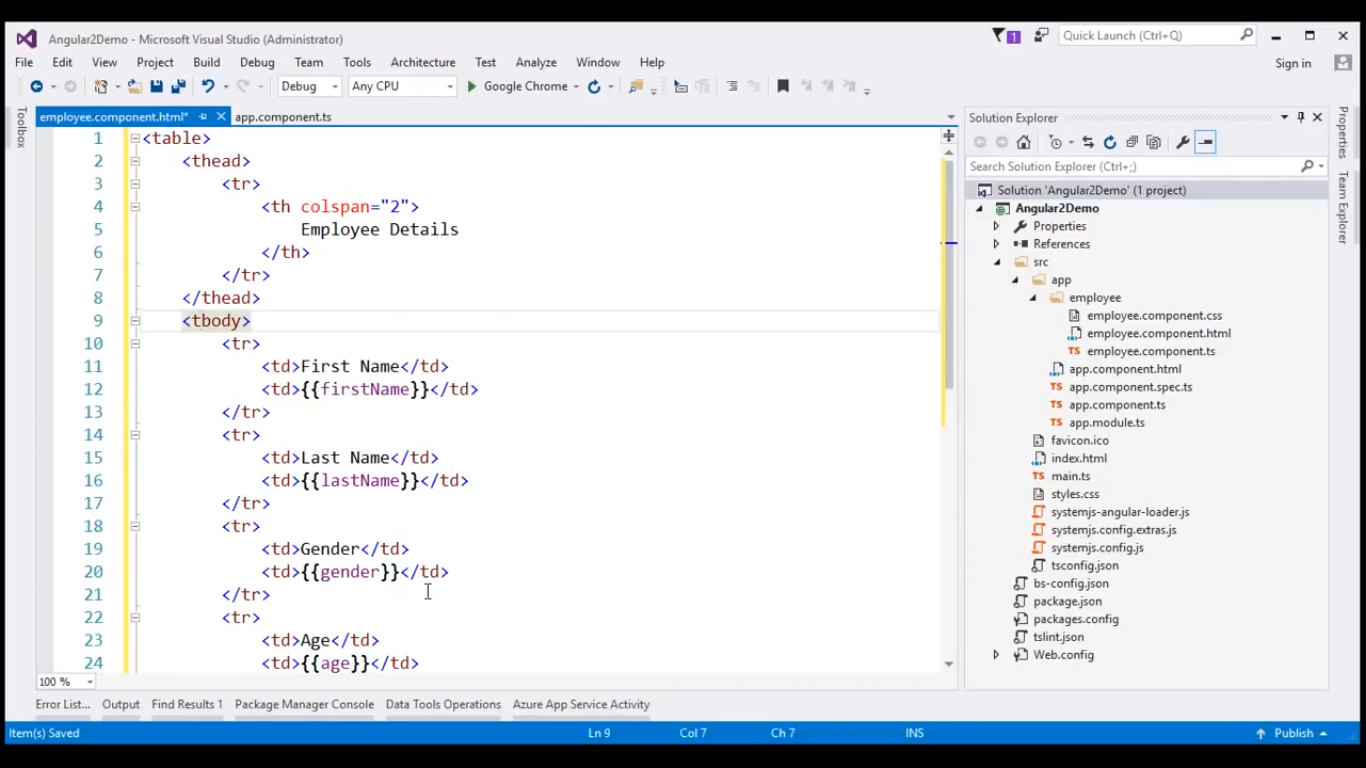 Angular2Demo - Microsoft Visual Studio (Administrator)
1
Quick Launch (Ctrl+Q)
File Edit View Project Build Debug Team Tools Architecture Test Analyze Window Help
Sign in
Debug Any CPU Google Chrome
Toolbox
employee.component.html* app.component.ts
1 <table>
2 <thead>
3 <tr>
4 <th colspan="2">
5 Employee Details
6 </th>
7 </tr>
8 </thead>
9 <tbody>
10 <tr>
11 <td>First Name</td>
12 <td>{{firstName}}</td>
13 </tr>
14 <tr>
15 <td>Last Name</td>
16 <td>{{lastName}}</td>
17 </tr>
18 <tr>
19 <td>Gender</td>
20 <td>{{gender}}</td>
21 </tr>
22 <tr>
23 <td>Age</td>
24 <td>{{age}}</td>
100 %
Solution Explorer
Search Solution Explorer (Ctrl+;)
Solution 'Angular2Demo' (1 project)
Angular2Demo
Properties
References
src
app
employee
employee.component.css
employee.component.html
TS employee.component.ts
app.component.html
TS app.component.spec.ts
TS app.component.ts
TS app.module.ts
favicon.ico
index.html
TS main.ts
styles.css
systemjs-angular-loader.js
systemjs.config.extras.js
systemjs.config.js
tsconfig.json
bs-config.json
package.json
packages.config
tslint.json
Web.config
Properties
Team Explorer
Error List... Output Find Results 1 Package Manager Console Data Tools Operations Azure App Service Activity
Item(s) Saved Ln 9 Col 7 Ch 7 INS Publish